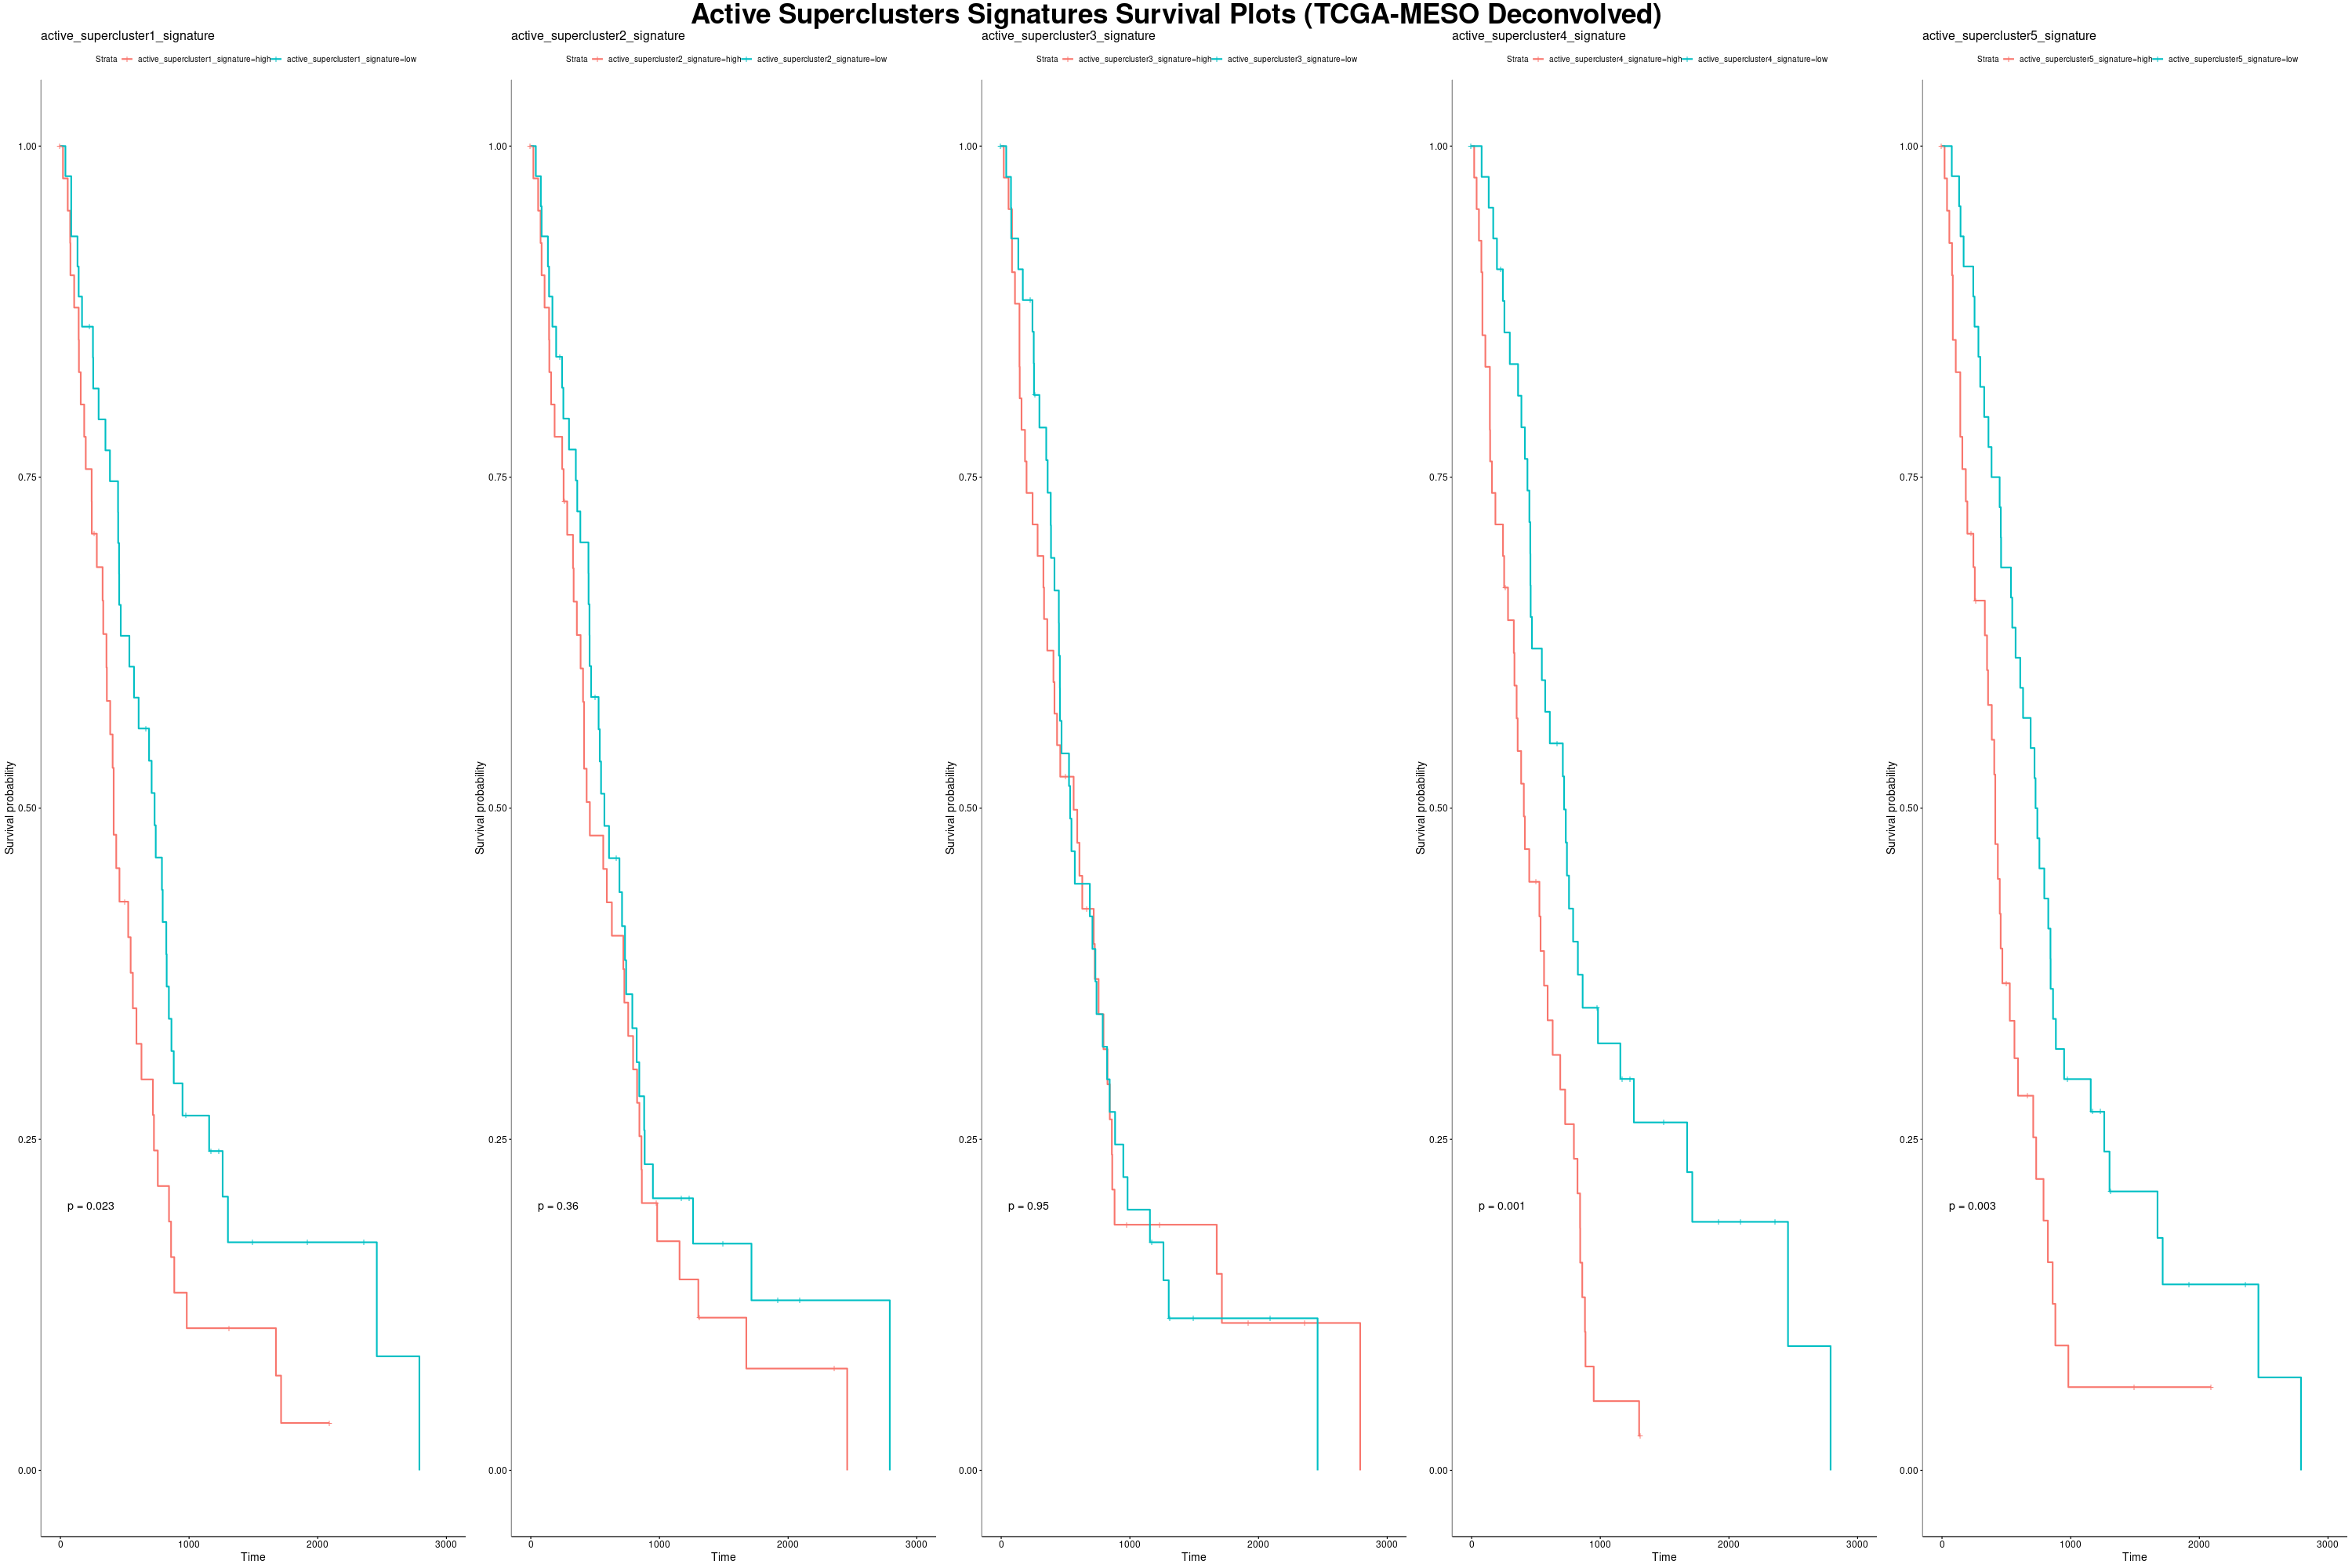 Active Superclusters Signatures Survival Plots (TCGA-MESO Deconvolved)
active_supercluster1_signature
Strata active_supercluster1_signature=high active_supercluster1_signature=low
1.00
0.75
0.50
0.25
0.00
Survival probability
p = 0.023
0 1000 2000 3000
Time
active_supercluster2_signature
Strata active_supercluster2_signature=high active_supercluster2_signature=low
1.00
0.75
0.50
0.25
0.00
Survival probability
p = 0.36
0 1000 2000 3000
Time
active_supercluster3_signature
Strata active_supercluster3_signature=high active_supercluster3_signature=low
1.00
0.75
0.50
0.25
0.00
Survival probability
p = 0.95
0 1000 2000 3000
Time
active_supercluster4_signature
Strata active_supercluster4_signature=high active_supercluster4_signature=low
1.00
0.75
0.50
0.25
0.00
Survival probability
p = 0.001
0 1000 2000 3000
Time
active_supercluster5_signature
Strata active_supercluster5_signature=high active_supercluster5_signature=low
1.00
0.75
0.50
0.25
0.00
Survival probability
p = 0.003
0 1000 2000 3000
Time